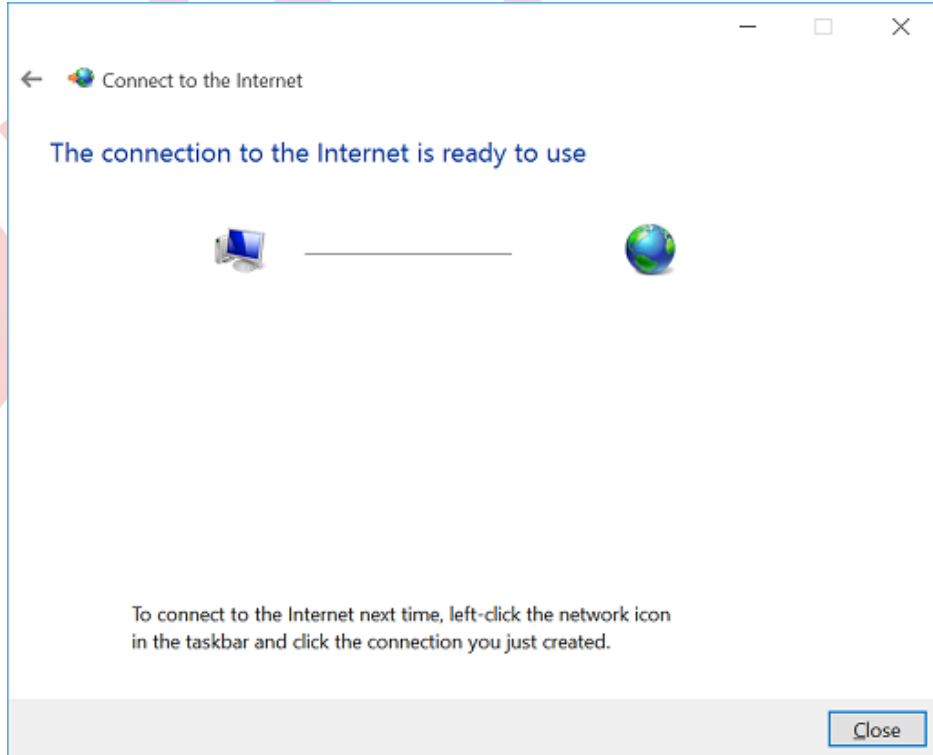 Connect to the Internet
The connection to the Internet is ready to use
To connect to the Internet next time, left-click the network icon
in the taskbar and click the connection you just created.
Close